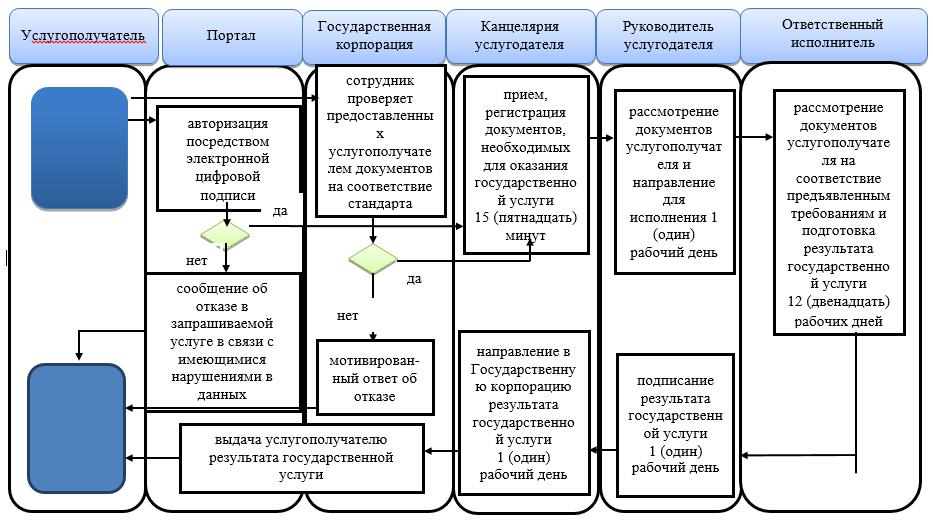 Услугополучатель
Портал
Государственная
корпорация
Канцелярия
услугодателя
Руководитель
услугодателя
Ответственный
исполнитель
авторизация
посредством
электронной
цифровой
подписи
да
нет
сообщение об
отказе в
запрашиваемой
услуге в связи с
имеющимися
нарушениями в
данных
сотрудник
проверяет
предоставленны
х
услугополучате
лем документов
на соответствие
стандарта
да
нет
мотивирован-
ный ответ об
отказе
прием,
регистрация
документов,
необходимых
для оказания
государственно
й услуги
15 (пятнадцать)
минут
рассмотрение
документов
услугополучат
еля и
направление
для
исполнения 1
(один)
рабочий день
рассмотрение
документов
услугополучате
ля на
соответствие
предъявленным
требованиям и
подготовка
результата
государственно
й услуги
12 (двенадцать)
рабочих дней
подписание
результата
государственн
ой услуги
1 (один)
рабочий день
направление в
Государственну
ю корпорацию
результата
государственно
й услуги
1 (один)
рабочий день
выдача услугополучателю
результата государственной
услуги